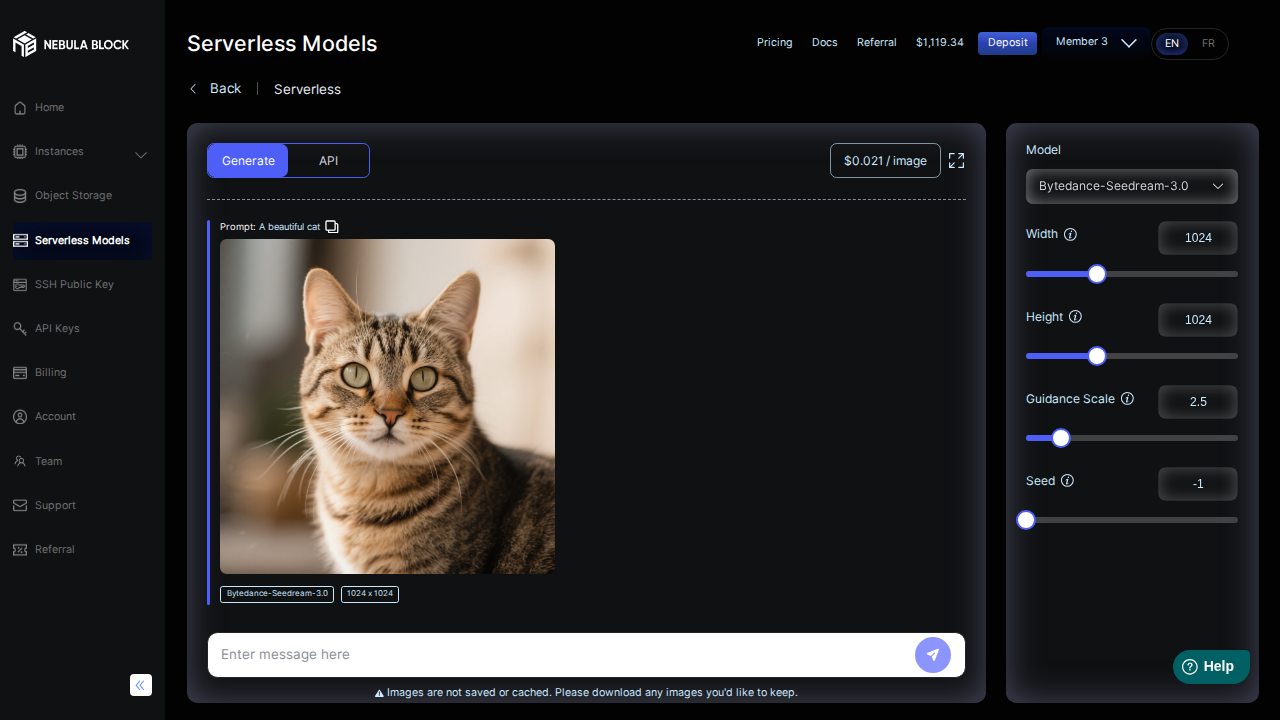 NEBULA BLOCK
Serverless Models
Pricing
Docs
Referral
$1,119.34
Deposit
Member 3
EN
FR
Back
Serverless
Home
Instances
Object Storage
Serverless Models
SSH Public Key
API Keys
Billing
Account
Team
Support
Referral
Generate
API
$0.021 / image
Prompt: A beautiful cat
Bytedance-Seedream-3.0
1024 x 1024
Enter message here
Images are not saved or cached. Please download any images you'd like to keep.
Model
Bytedance-Seedream-3.0
Width
1024
Height
1024
Guidance Scale
2.5
Seed
-1
Help